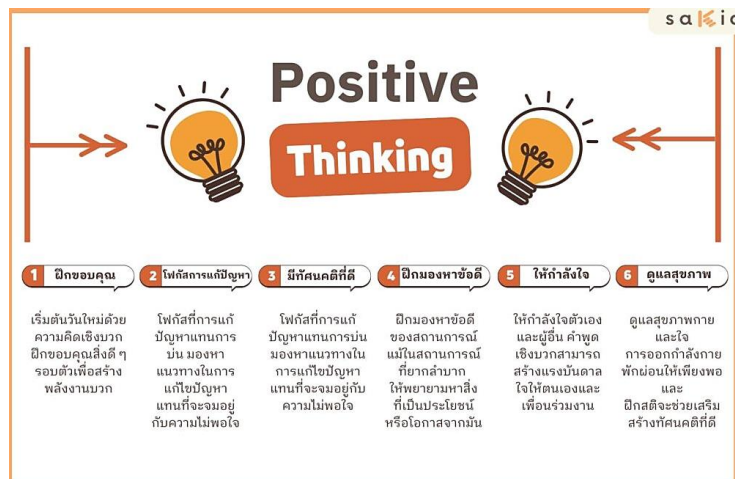 Positive
Thinking
1 ฝึกขอบคุณ
เริ่มต้นวันใหม่ด้วย
ความคิดเชิงบวก
ฝึกขอบคุณสิ่งดี ๆ
รอบตัวเพื่อสร้าง
พลังงานบวก
2 โฟกัสการแก้ปัญหา
โฟกัสที่การแก้
ปัญหาแทนการ
บ่น มองหา
แนวทางในการ
แก้ไขปัญหา
แทนที่จะจมอยู่
กับความไม่พอใจ
3 มีทัศนคติที่ดี
โฟกัสที่การแก้
ปัญหาแทนการบ่น
มองหาแนวทางใน
การแก้ไขปัญหา
แทนที่จะจมอยู่กับ
ความไม่พอใจ
4 ฝึกมองหาข้อดี
ฝึกมองหาข้อดี
ของสถานการณ์
แม้ในสถานการณ์
ที่ยากลำบาก
ให้พยายามหาสิ่ง
ที่เป็นประโยชน์
หรือโอกาสจากมัน
5 ให้กำลังใจ
ให้กำลังใจตัวเอง
และผู้อื่น คำพูด
เชิงบวกสามารถ
สร้างแรงบันดาล
ใจให้ตนเองและ
เพื่อนร่วมงาน
6 ดูแลสุขภาพ
ดูแลสุขภาพกาย
และใจ
การออกกำลังกาย
พักผ่อนให้เพียงพอ
และ
ฝึกสติจะช่วยเสริม
สร้างทัศนคติที่ดี